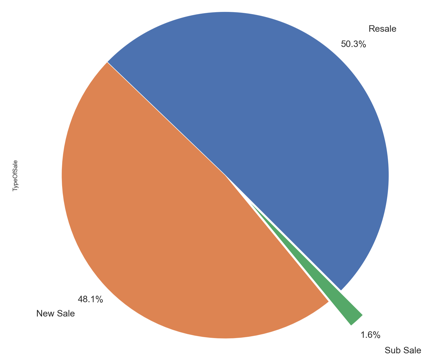 Resale
50.3%
TypeOfSale
48.1%
New Sale
1.6%
Sub Sale